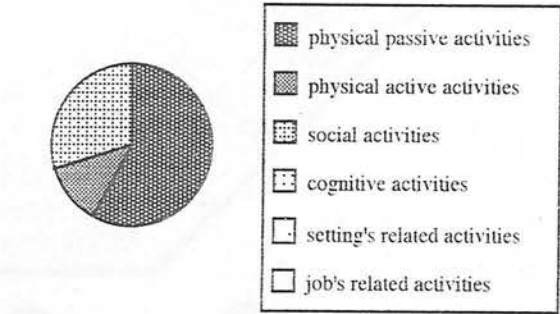 physical passive activities
physical active activities
social activities
cognitive activities
setting's related activities
job's related activities